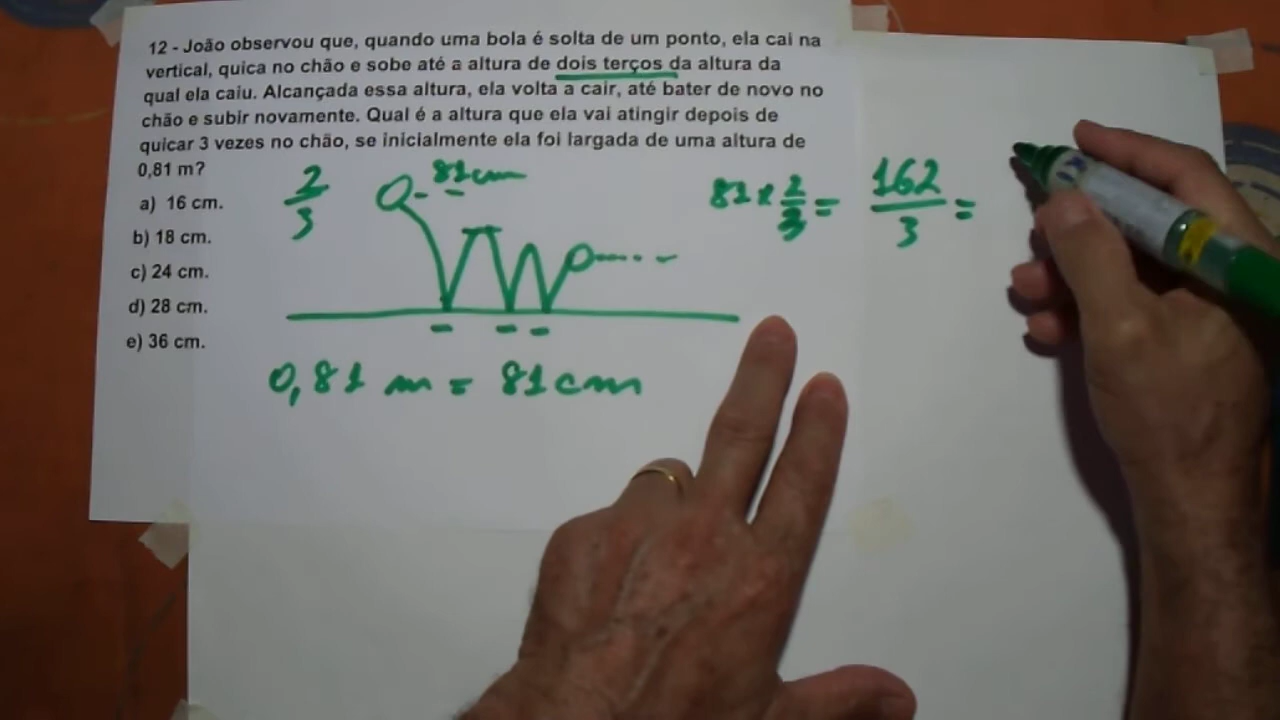 12 - João observou que, quando uma bola é solta de um ponto, ela cai na
vertical, quica no chão e sobe até a altura de dois terços da altura da
qual ela caiu. Alcançada essa altura, ela volta a cair, até bater de novo no
chão e subir novamente. Qual é a altura que ela vai atingir depois de
quicar 3 vezes no chão, se inicialmente ela foi largada de uma altura de
0,81 m?
a) 16 cm.
b) 18 cm.
c) 24 cm.
d) 28 cm.
e) 36 cm.
2/3
81cm
81 x 2/3 = 162/3 =
0,81 m = 81cm